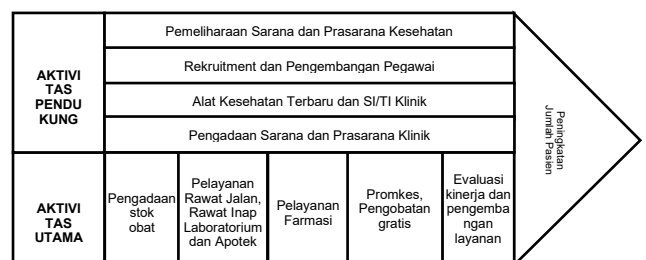 AKTIVI
TAS
PENDU
KUNG
Pemeliharaan Sarana dan Prasarana Kesehatan
Rekruitment dan Pengembangan Pegawai
Alat Kesehatan Terbaru dan SI/TI Klinik
Pengadaan Sarana dan Prasarana Klinik
AKTIVI
TAS
UTAMA
Pengadaan
stok
obat
Pelayanan
Rawat Jalan,
Rawat Inap
Laboratorium
dan Apotek
Pelayanan
Farmasi
Promkes,
Pengobatan
gratis
Evaluasi
kinerja dan
pengemba
ngan
layanan
Peningkatan
Jumlah Pasien